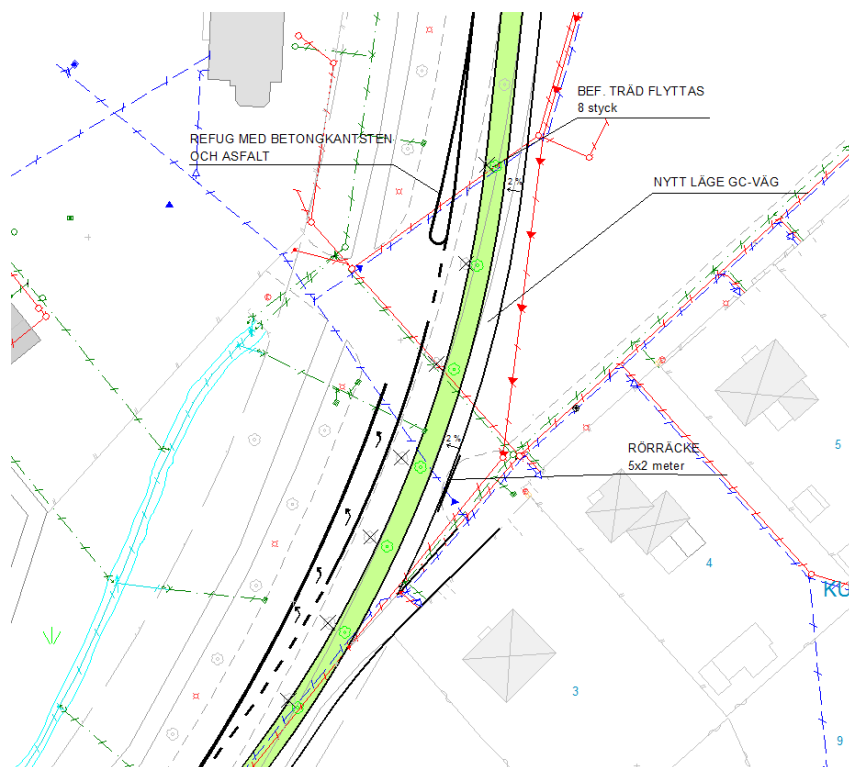 BEF. TRÄD FLYTTAS
8 styck
REFUG MED BETONGKANTSTEN
OCH ASFALT
2 %
NYTT LÄGE GC-VÄG
2 %
RÖRRÄCKE
5x2 meter
5
4
KU
3
9